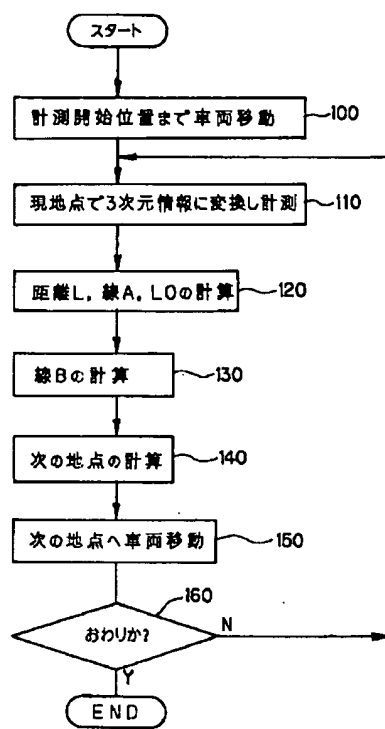 スタート
計測開始位置まで車両移動
100
現地点で3次元情報に変換し計測
110
距離L,線A,LOの計算
120
線Bの計算
130
次の地点の計算
140
次の地点へ車両移動
150
160
おわりか?
N
Y
END